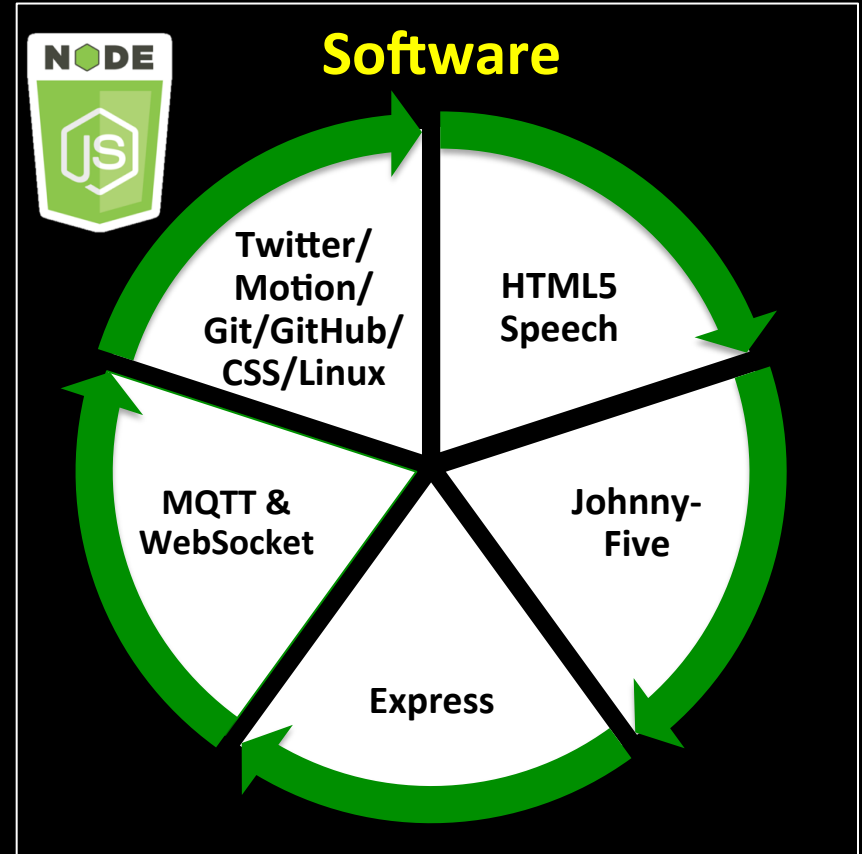 NODE
JS
Software
HTML5
Speech
Johnny-
Five
Express
MQTT &
WebSocket
Twitter/
Motion/
Git/GitHub/
CSS/Linux